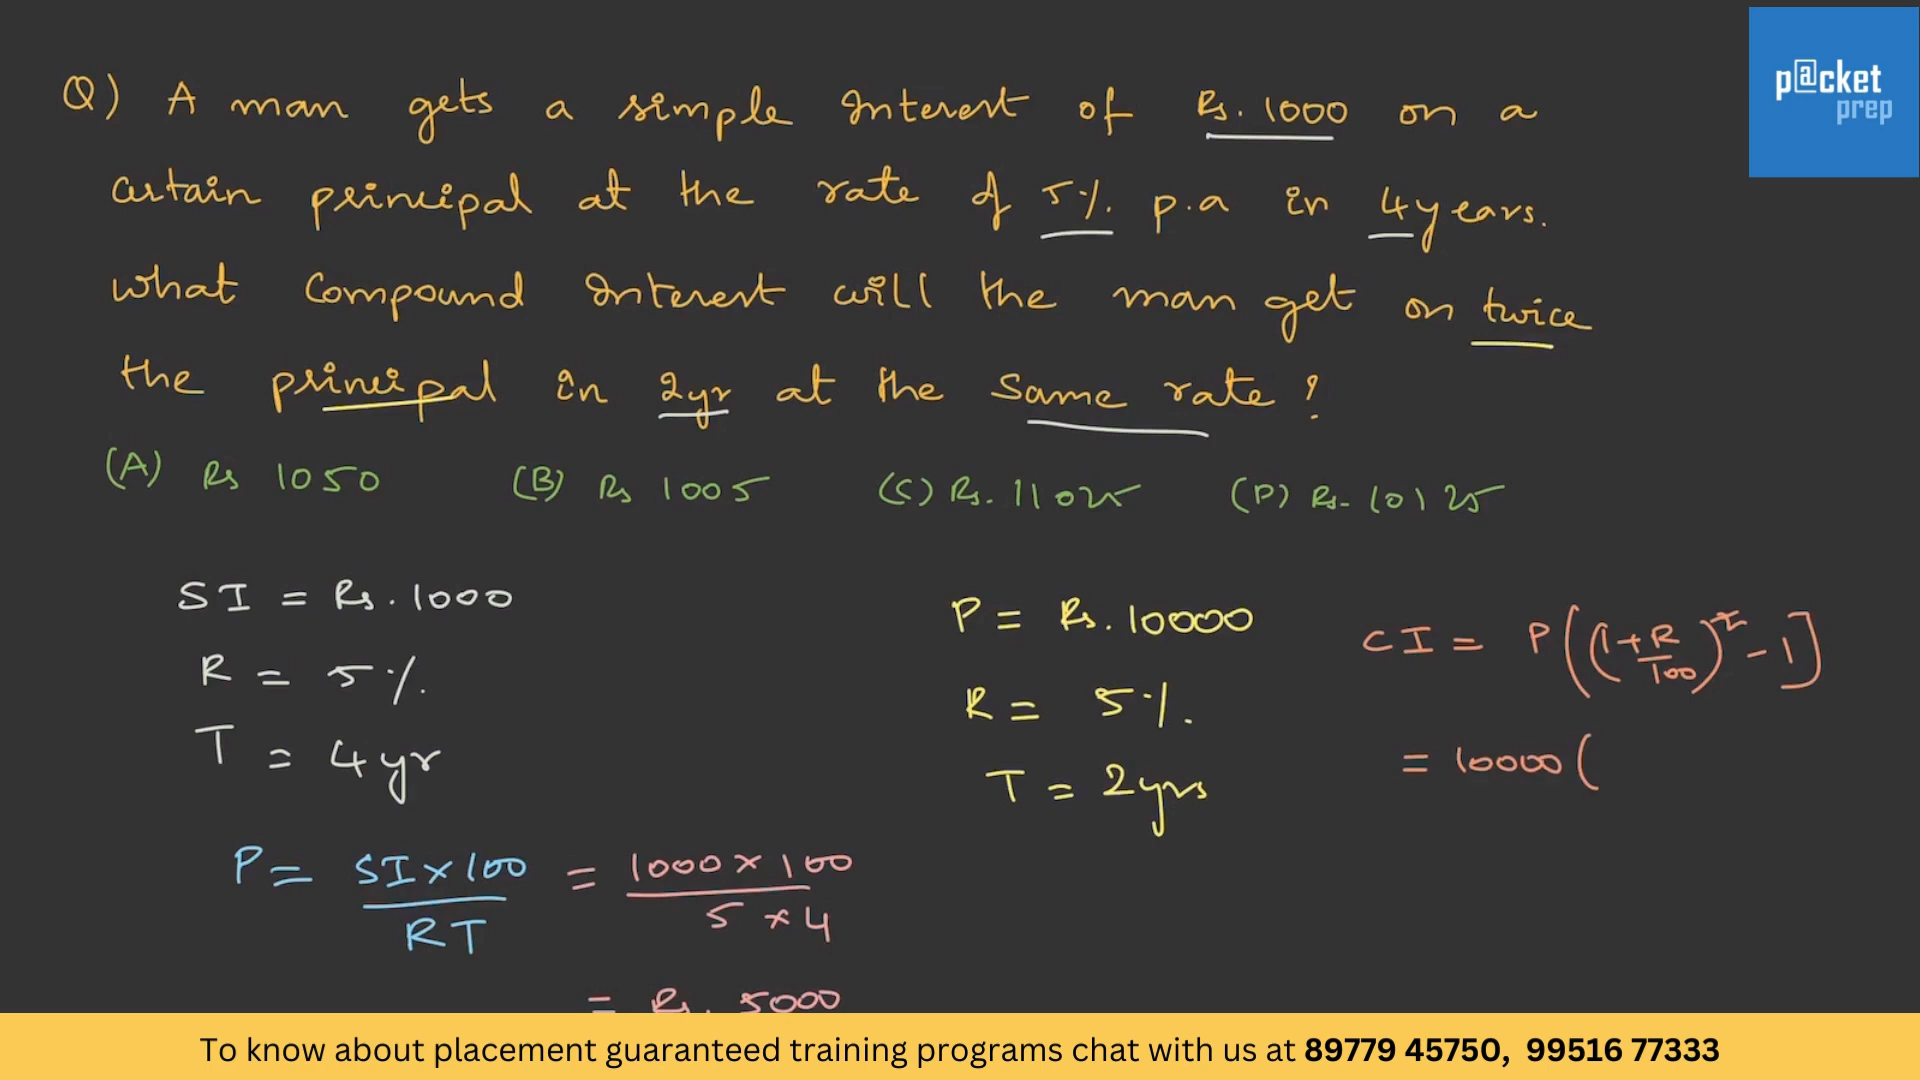 p@cket
prep
Q) A man gets a simple Interest of Rs. 1000 on a
certain principal at the rate of 5% p.a in 4years.
what Compound Interest will the man get on twice
the principal in 2yr at the same rate?
(A) Rs 1050 (B) Rs 1005 (C) Rs. 11025 (D) Rs. 10125
SI = Rs. 1000
R = 5%.
T = 4yr
P = SI×100 / RT = 1000×100 / 5×4
= Rs. 5000
P = Rs. 10000
R = 5%.
T = 2yrs
CI = P((1+R/100)^T - 1]
= 10000(
To know about placement guaranteed training programs chat with us at 89779 45750, 99516 77333